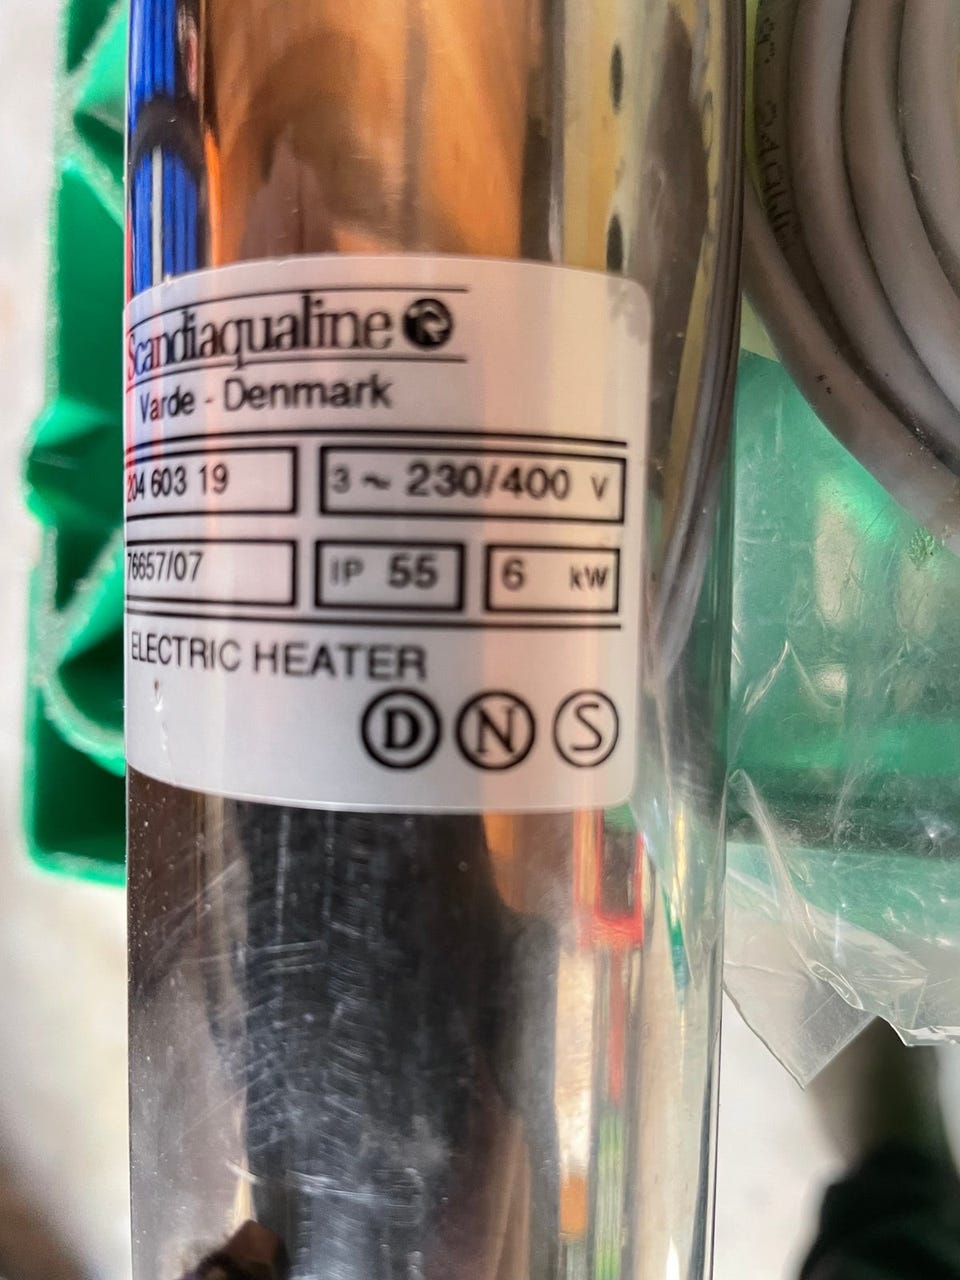 Scandiaqualine
Varde - Denmark
204 603 19
3 ~ 230/400 V
76657/07
IP 55
6 kW
ELECTRIC HEATER
D N S